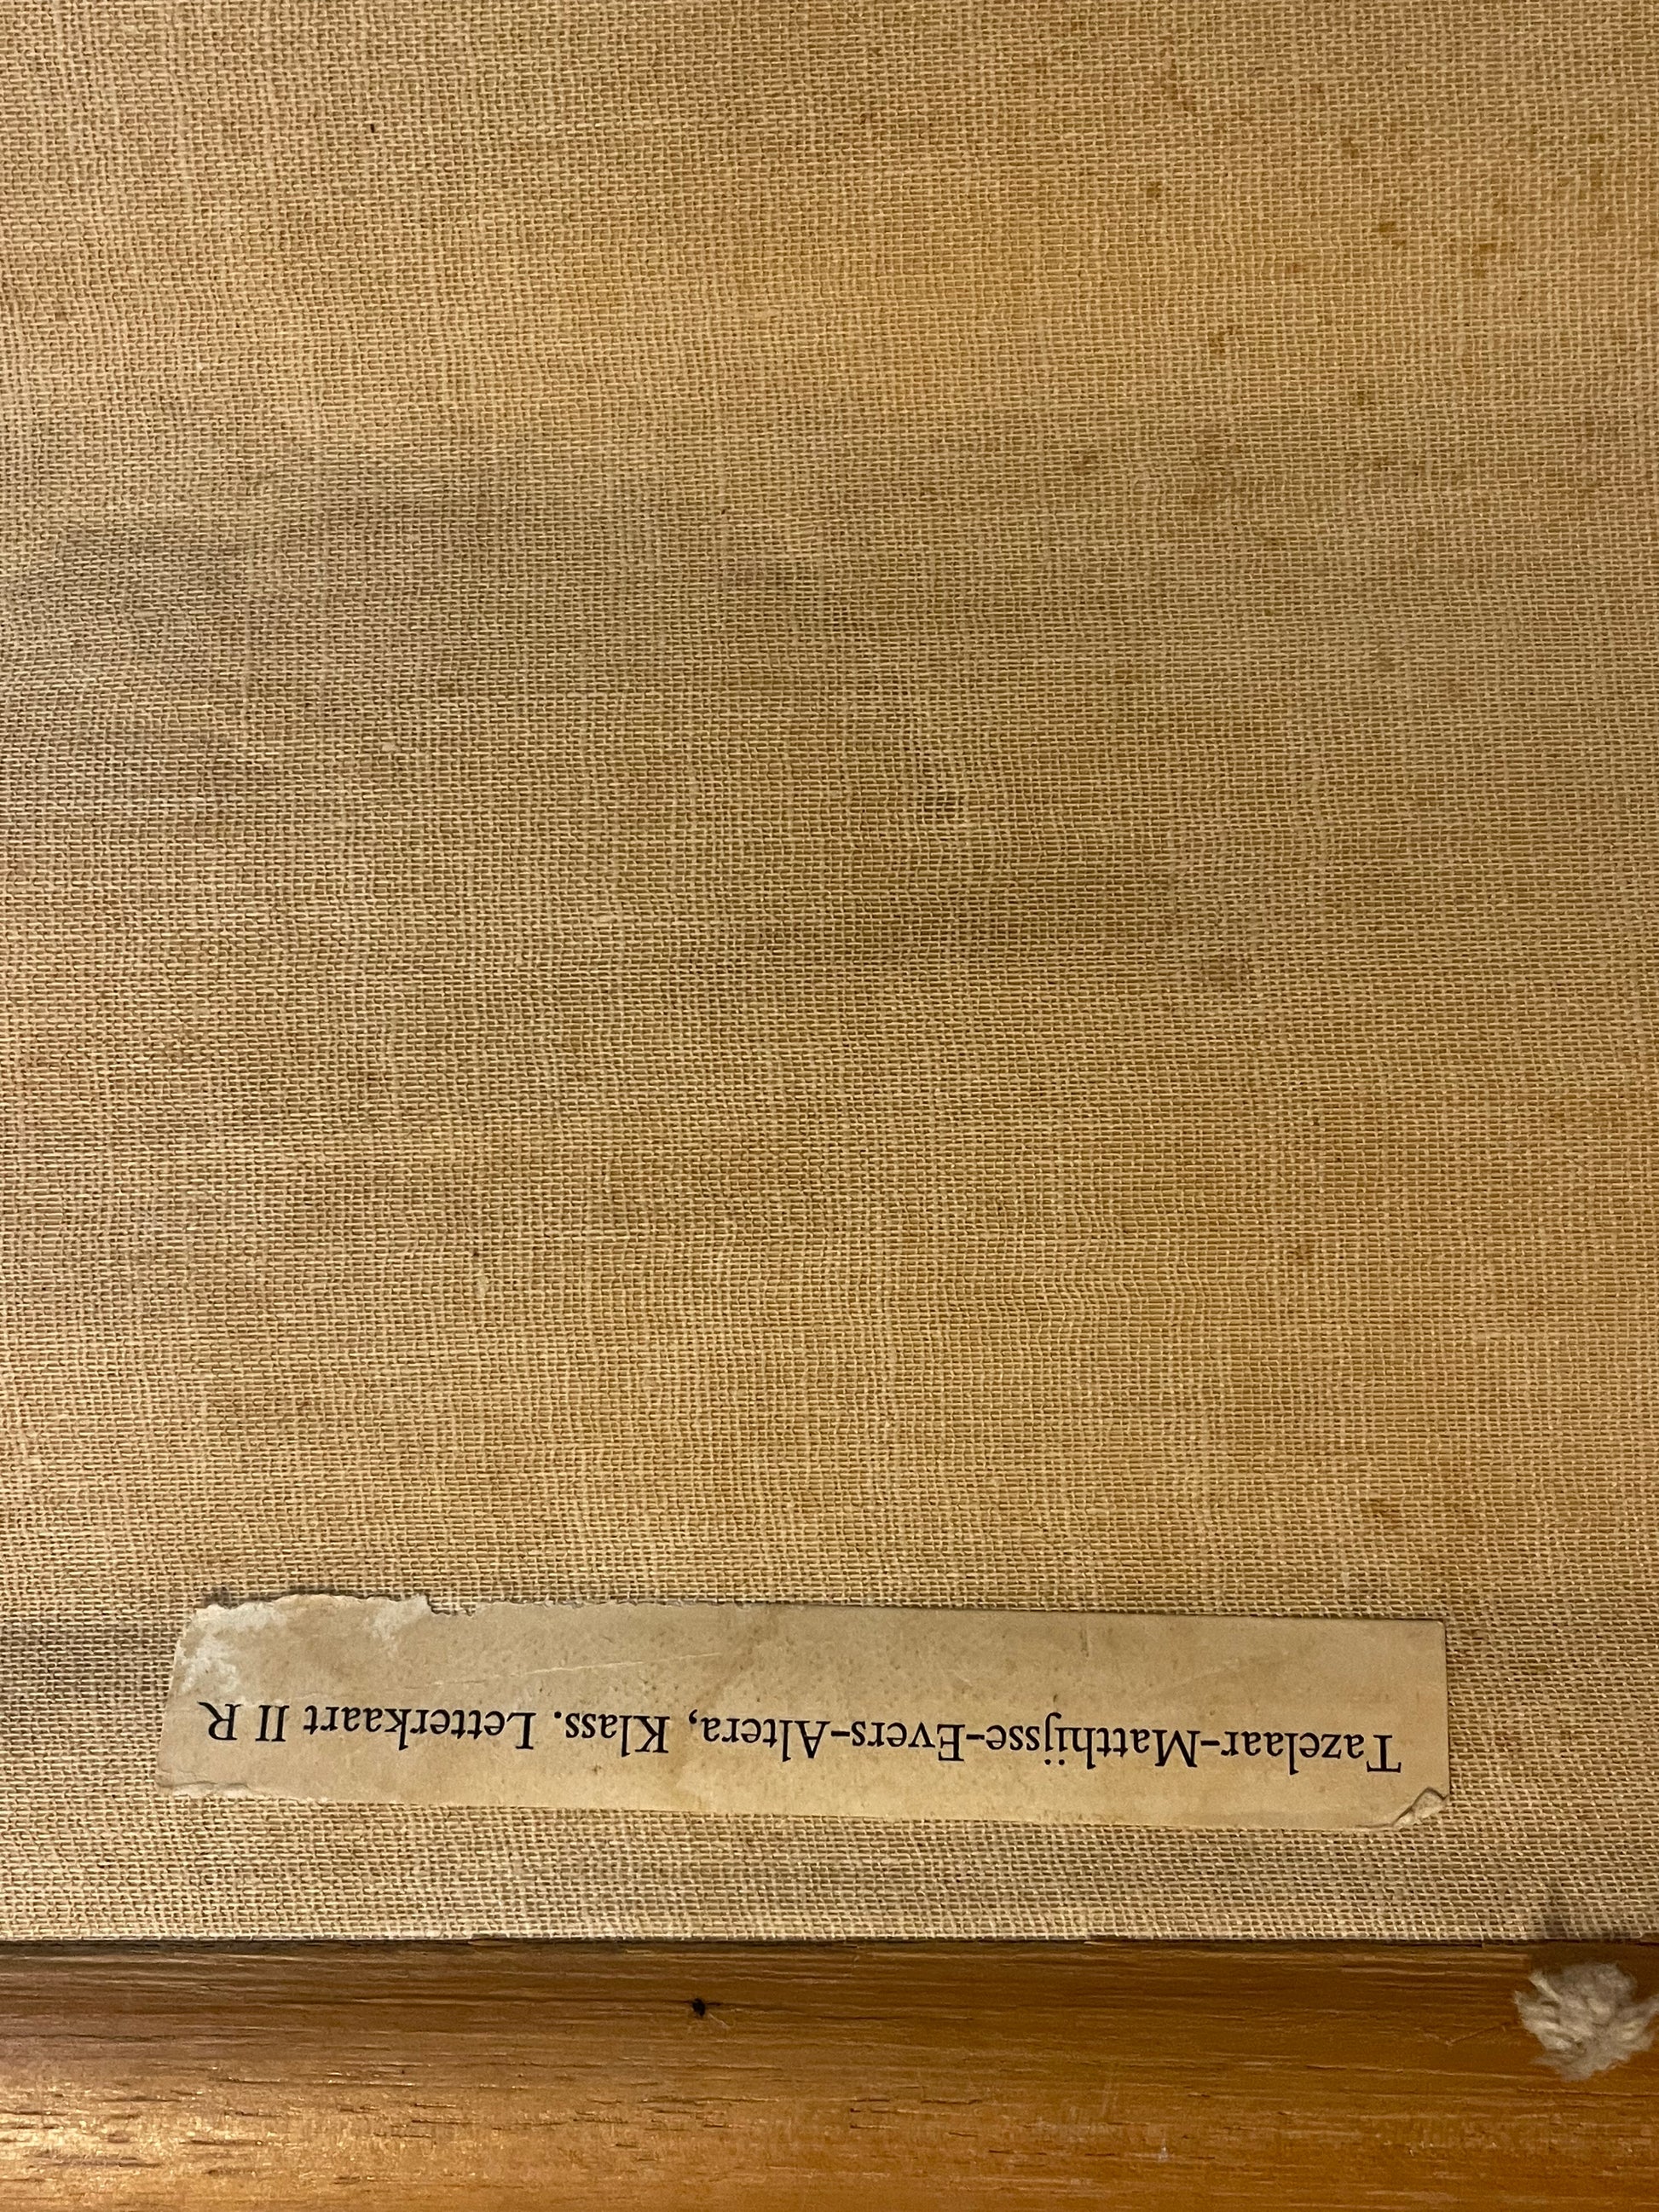 Tazelaar-Matthijsse-Evers-Altera, Klass. Letterkaart II R